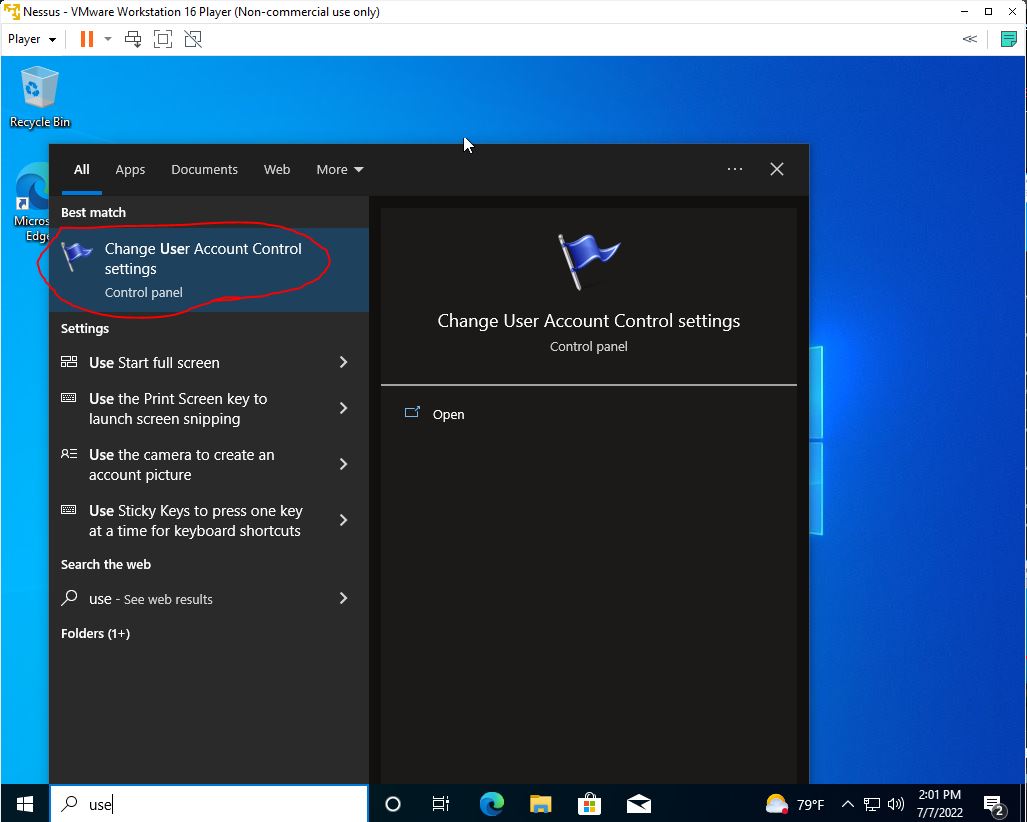 Nessus - VMware Workstation 16 Player (Non-commercial use only)
Player
Recycle Bin
Micros
Edge
All Apps Documents Web More
Best match
Change User Account Control
settings
Control panel
Settings
Use Start full screen
Use the Print Screen key to
launch screen snipping
Use the camera to create an
account picture
Use Sticky Keys to press one key
at a time for keyboard shortcuts
Search the web
use - See web results
Folders (1+)
Change User Account Control settings
Control panel
Open
use
79°F
2:01 PM
7/7/2022
2